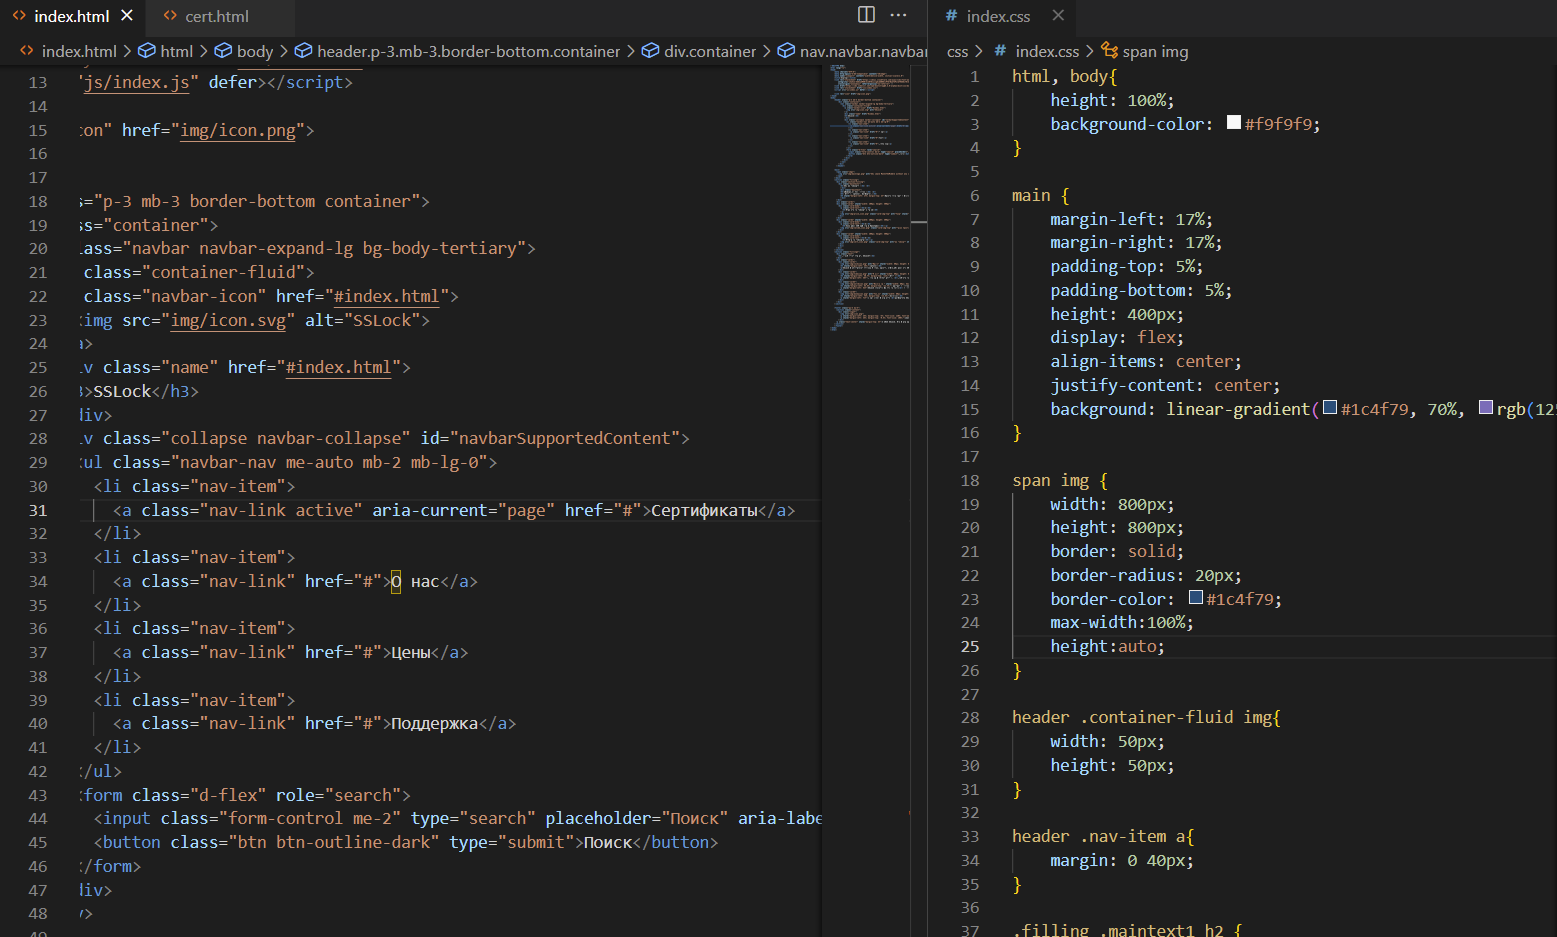 index.html
cert.html
index.html > html > body > header.p-3.mb-3.border-bottom.container > div.container > nav.navbar.navbar
13 "js/index.js" defer></script>
14
15 con" href="img/icon.png">
16
17
18 s="p-3 mb-3 border-bottom container">
19 ss="container">
20 lass="navbar navbar-expand-lg bg-body-tertiary">
21 class="container-fluid">
22 class="navbar-icon" href="#index.html">
23 <img src="img/icon.svg" alt="SSLock">
24 a>
25 iv class="name" href="#index.html">
26 3>SSLock</h3>
27 div>
28 iv class="collapse navbar-collapse" id="navbarSupportedContent">
29 <ul class="navbar-nav me-auto mb-2 mb-lg-0">
30 <li class="nav-item">
31 <a class="nav-link active" aria-current="page" href="#">Сертификаты</a>
32 </li>
33 <li class="nav-item">
34 <a class="nav-link" href="#">О нас</a>
35 </li>
36 <li class="nav-item">
37 <a class="nav-link" href="#">Цены</a>
38 </li>
39 <li class="nav-item">
40 <a class="nav-link" href="#">Поддержка</a>
41 </li>
42 </ul>
43 <form class="d-flex" role="search">
44 <input class="form-control me-2" type="search" placeholder="Поиск" aria-labe
45 <button class="btn btn-outline-dark" type="submit">Поиск</button>
46 </form>
47 div>
48 />
49
# index.css
css > # index.css > span img
1 html, body{
2 height: 100%;
3 background-color: #f9f9f9;
4 }
5
6 main {
7 margin-left: 17%;
8 margin-right: 17%;
9 padding-top: 5%;
10 padding-bottom: 5%;
11 height: 400px;
12 display: flex;
13 align-items: center;
14 justify-content: center;
15 background: linear-gradient(#1c4f79, 70%, rgb(125
16 }
17
18 span img {
19 width: 800px;
20 height: 800px;
21 border: solid;
22 border-radius: 20px;
23 border-color: #1c4f79;
24 max-width:100%;
25 height:auto;
26 }
27
28 header .container-fluid img{
29 width: 50px;
30 height: 50px;
31 }
32
33 header .nav-item a{
34 margin: 0 40px;
35 }
36
37 .filling .maintext1 h2 {